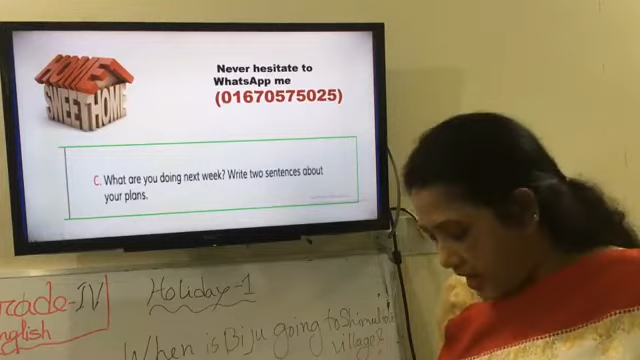 HOME
SWEET HOME
Never hesitate to
WhatsApp me
(01670575025)
C. What are you doing next week? Write two sentences about
your plans.
Grade-IV
English
Holiday-1
When is Biju going to Shimultoli
village?